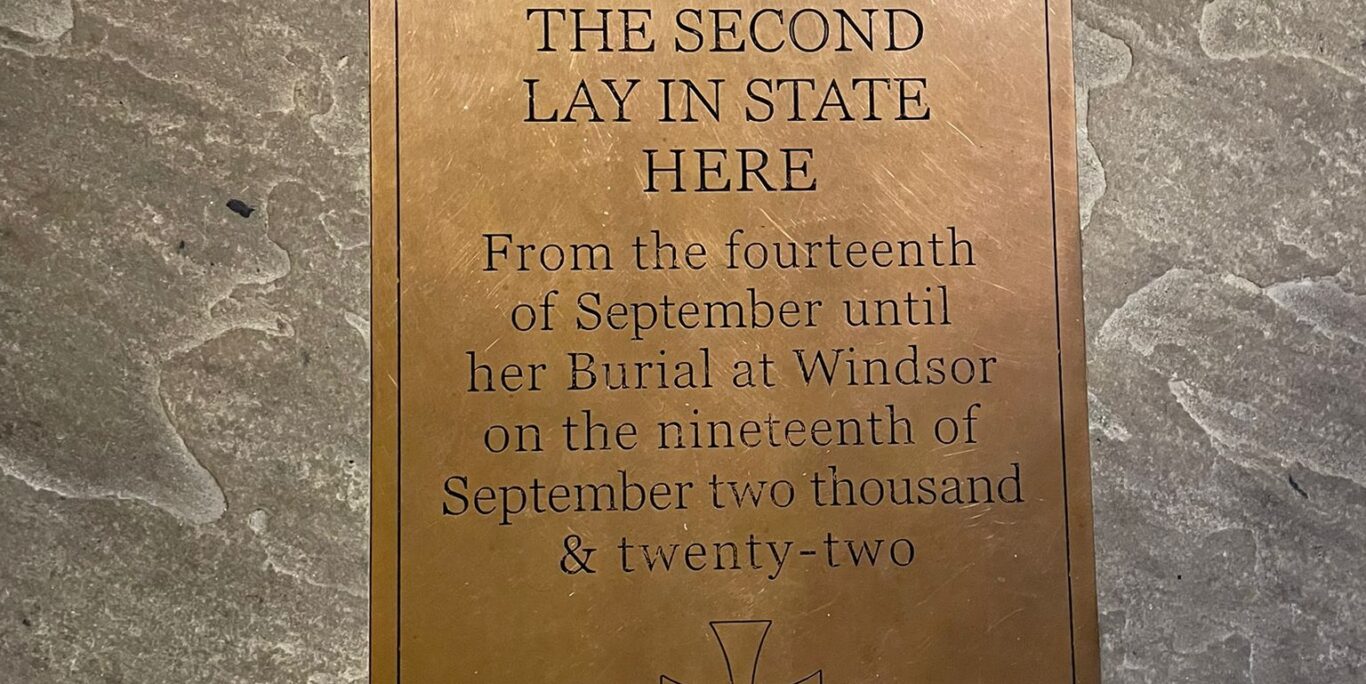 THE SECOND
LAY IN STATE
HERE
From the fourteenth
of September until
her Burial at Windsor
on the nineteenth of
September two thousand
& twenty-two